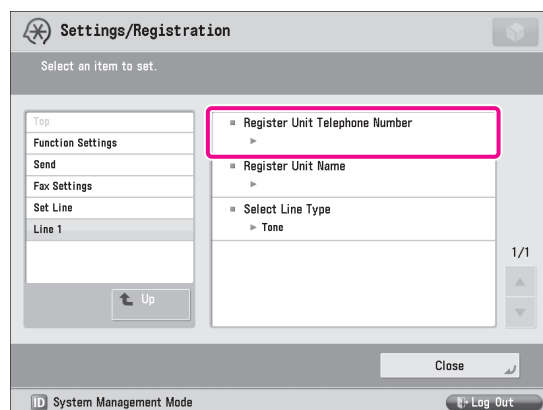 Settings/Registration
Select an item to set.
Top
Function Settings
Send
Fax Settings
Set Line
Line 1
Up
Register Unit Telephone Number
Register Unit Name
Select Line Type
Tone
1/1
Close
ID System Management Mode
Log Out